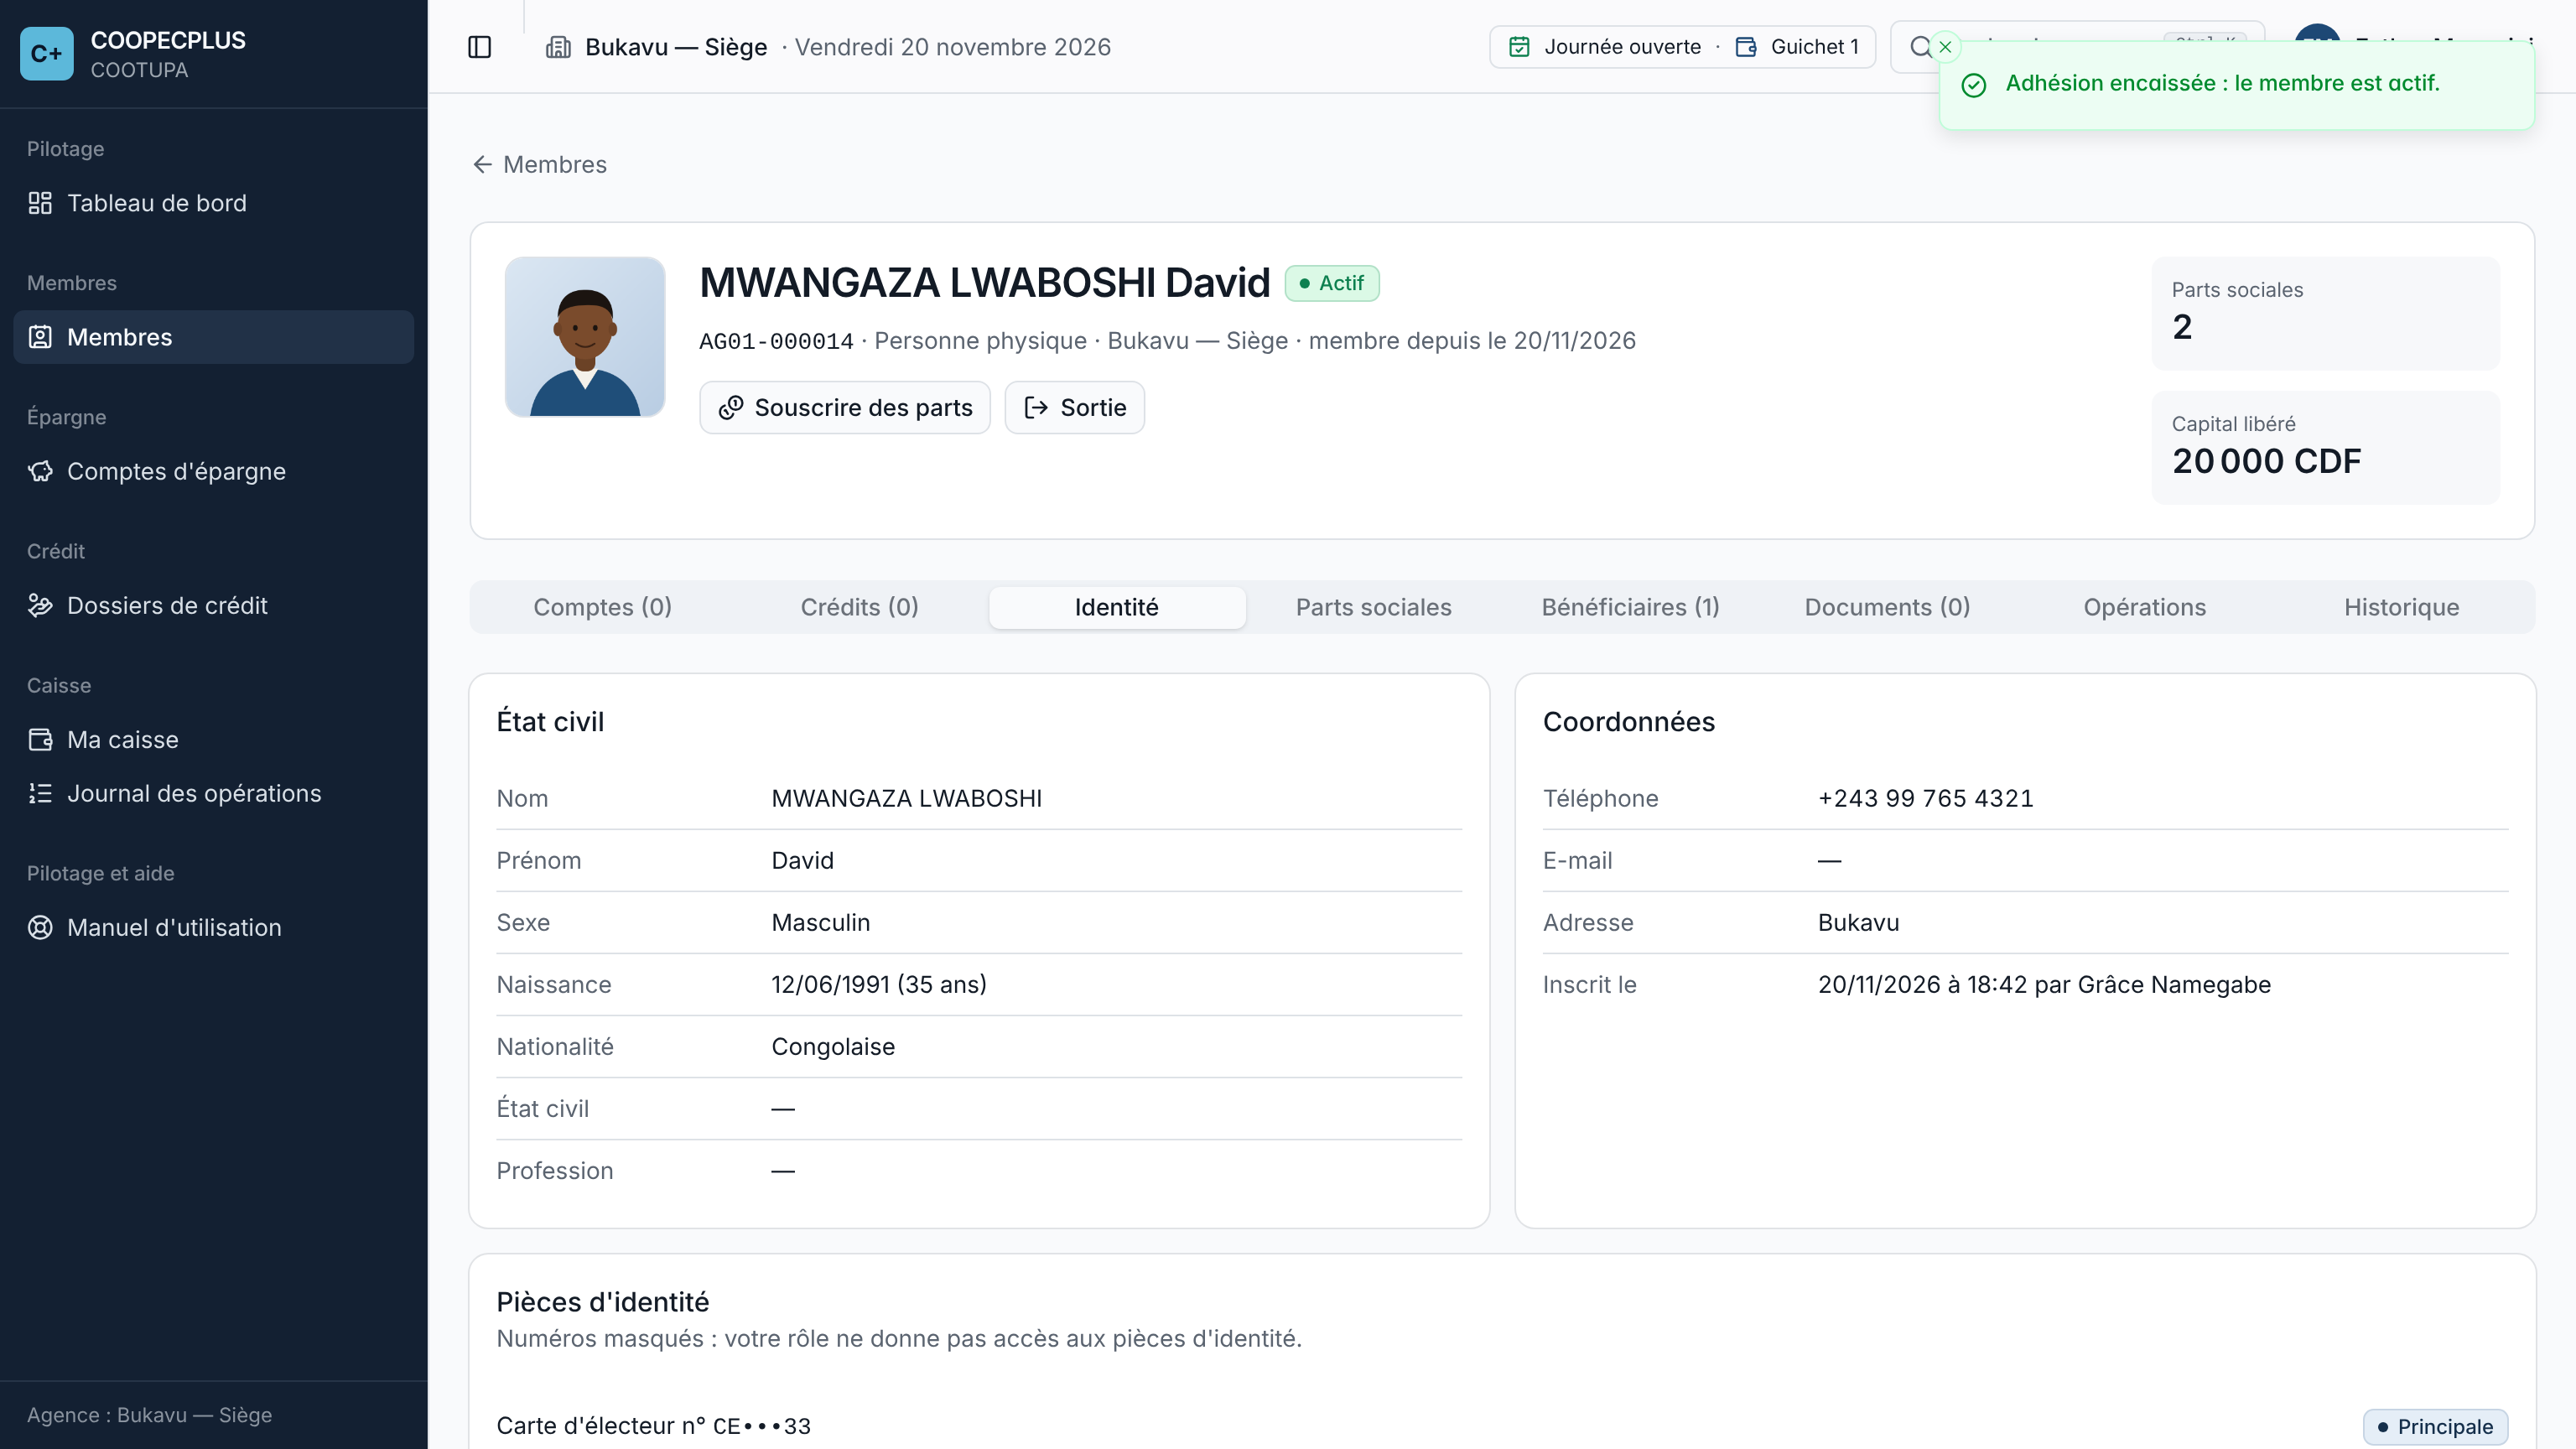 C+
COOPECPLUS
COOTUPA
Pilotage
Tableau de bord
Membres
Membres
Épargne
Comptes d'épargne
Crédit
Dossiers de crédit
Caisse
Ma caisse
Journal des opérations
Pilotage et aide
Manuel d'utilisation
Agence : Bukavu — Siège
Bukavu — Siège · Vendredi 20 novembre 2026
Journée ouverte · Guichet 1
Adhésion encaissée : le membre est actif.
Membres
MWANGAZA LWABOSHI David
Actif
AG01-000014 · Personne physique · Bukavu — Siège · membre depuis le 20/11/2026
Souscrire des parts
Sortie
Parts sociales
2
Capital libéré
20 000 CDF
Comptes (0)
Crédits (0)
Identité
Parts sociales
Bénéficiaires (1)
Documents (0)
Opérations
Historique
État civil
Nom MWANGAZA LWABOSHI
Prénom David
Sexe Masculin
Naissance 12/06/1991 (35 ans)
Nationalité Congolaise
État civil —
Profession —
Coordonnées
Téléphone +243 99 765 4321
E-mail —
Adresse Bukavu
Inscrit le 20/11/2026 à 18:42 par Grâce Namegabe
Pièces d'identité
Numéros masqués : votre rôle ne donne pas accès aux pièces d'identité.
Carte d'électeur n° CE•••33
Principale